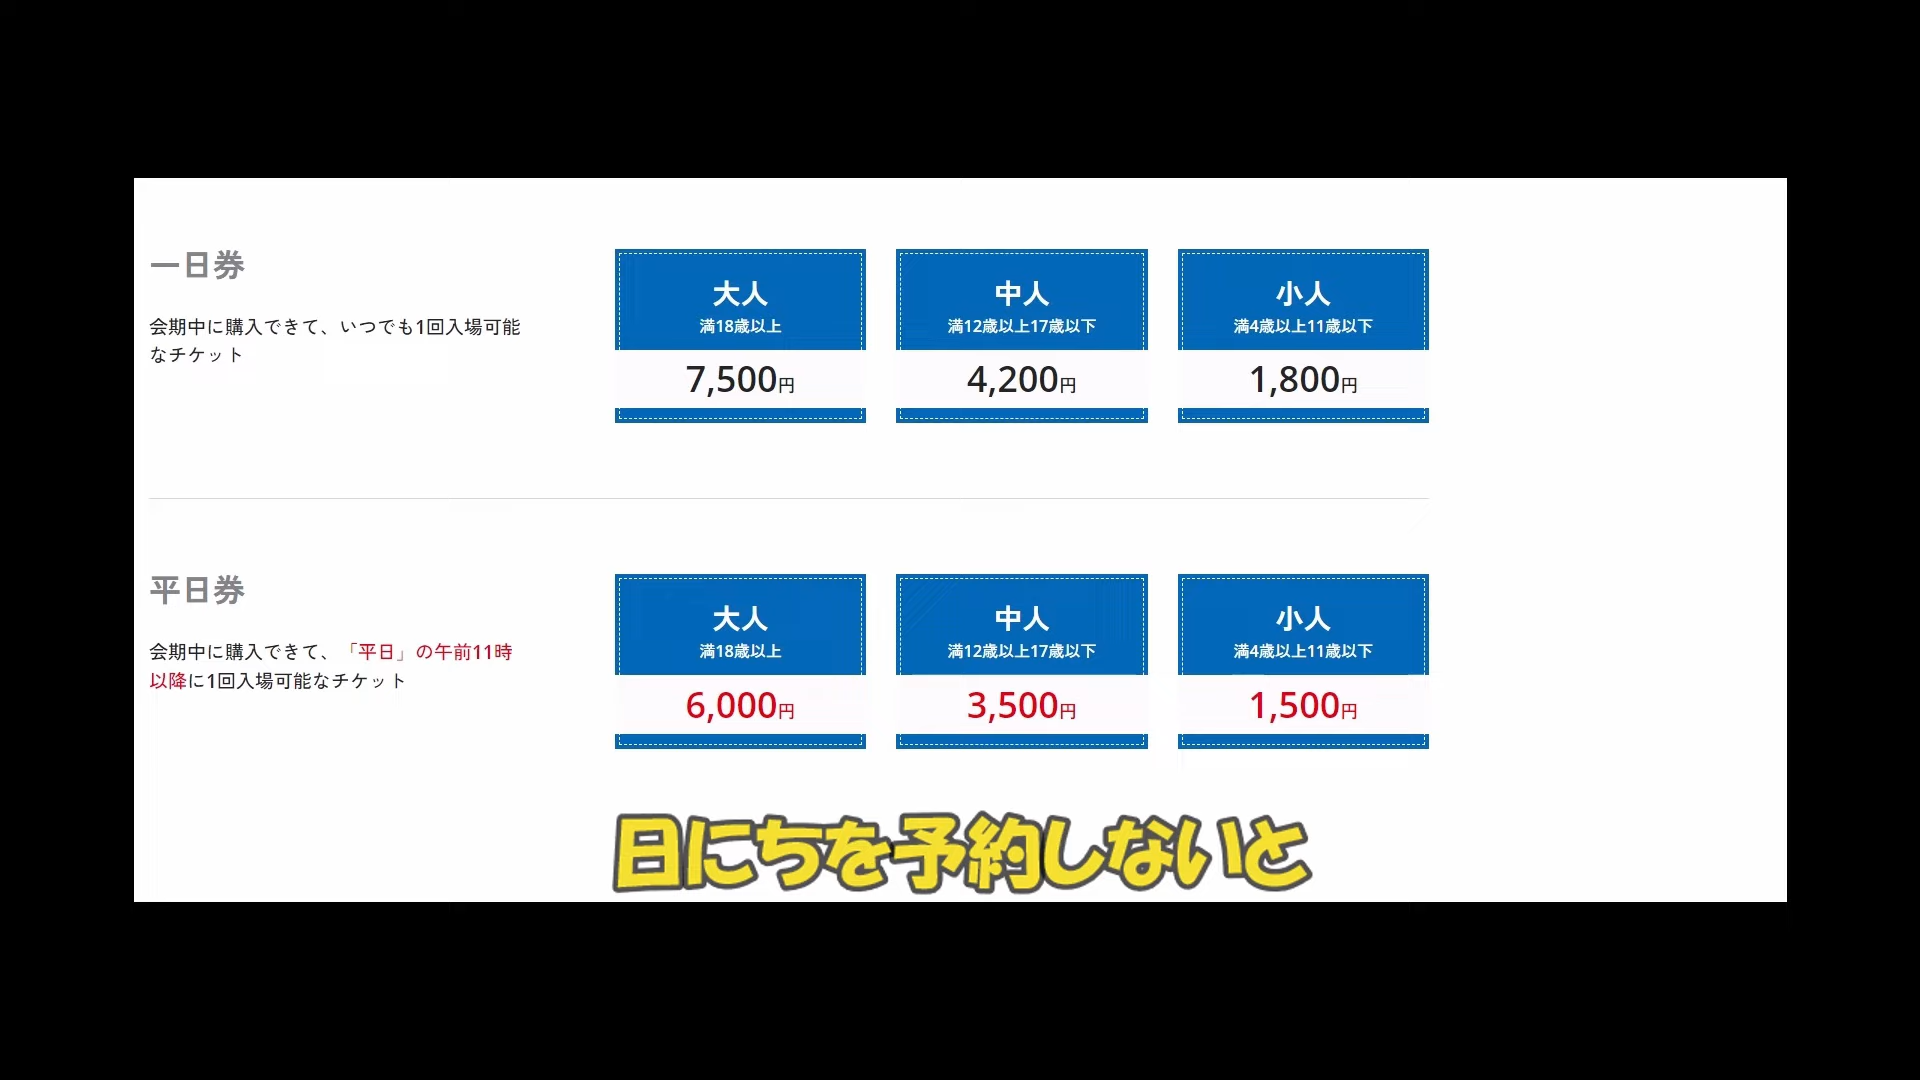 一日券
会期中に購入できて、いつでも1回入場可能
なチケット
大人
満18歳以上
7,500円
中人
満12歳以上17歳以下
4,200円
小人
満4歳以上11歳以下
1,800円
平日券
会期中に購入できて、「平日」の午前11時
以降に1回入場可能なチケット
大人
満18歳以上
6,000円
中人
満12歳以上17歳以下
3,500円
小人
満4歳以上11歳以下
1,500円
日にちを予約しないと